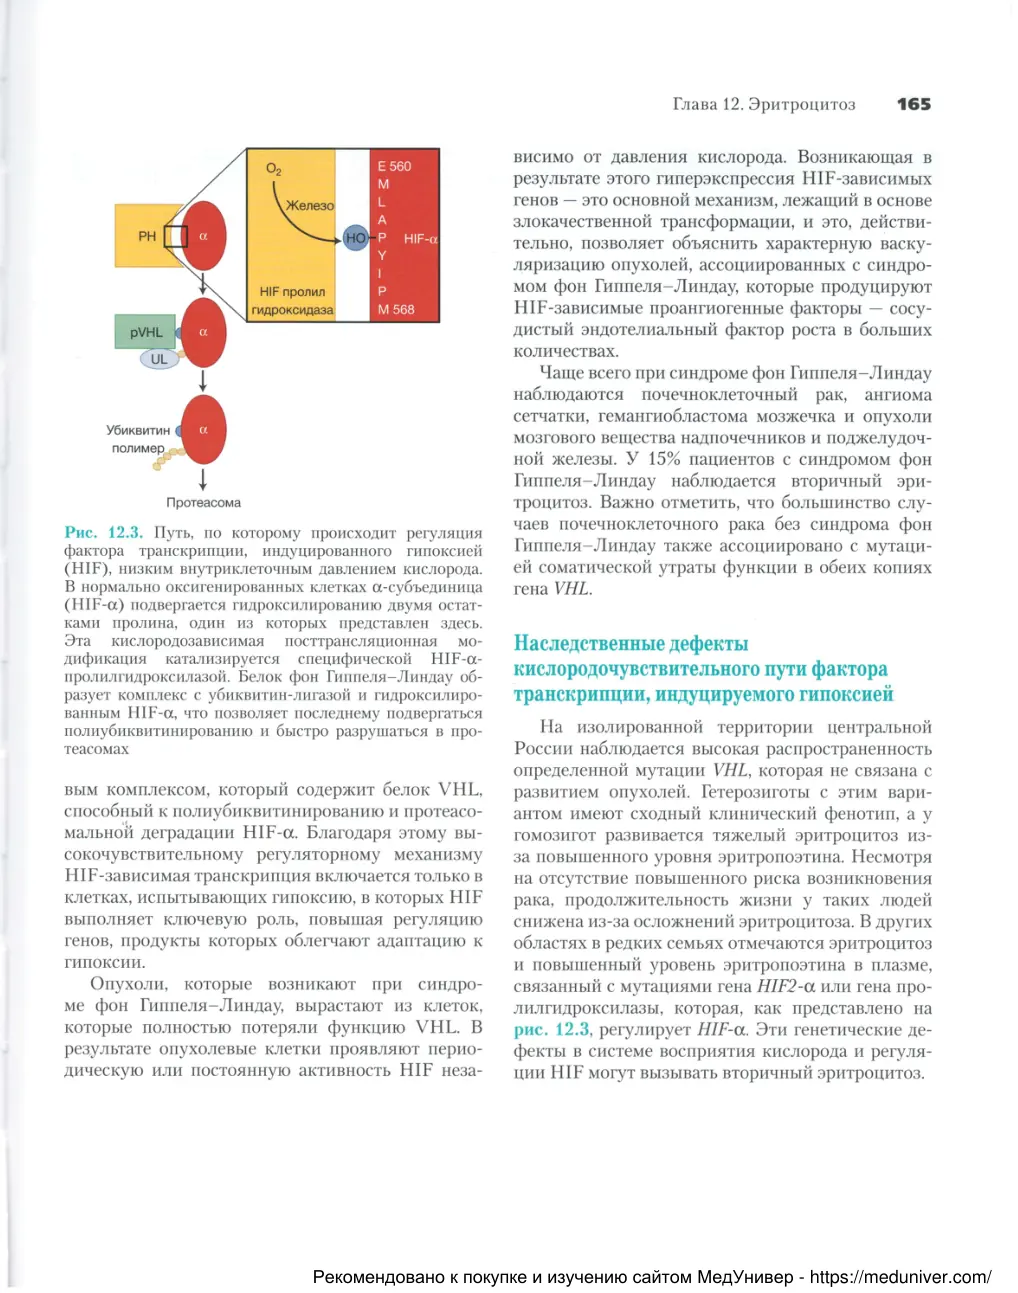 Глава 12. Эритроцитоз 165
O2
Железо
E 560
M
L
A
HO P HIF-α
Y
I
P
M 568
HIF пролил
гидроксидаза
PH α
pVHL α
UL
Убиквитин α
полимер
Протеасома
Рис. 12.3. Путь, по которому происходит регуляция
фактора транскрипции, индуцированного гипоксией
(HIF), низким внутриклеточным давлением кислорода.
В нормально оксигенированных клетках α-субъединица
(HIF-α) подвергается гидроксилированию двумя остат-
ками пролина, один из которых представлен здесь.
Эта кислородозависимая посттрансляционная мо-
дификация катализируется специфической HIF-α-
пролилгидроксилазой. Белок фон Гиппеля–Линдау об-
разует комплекс с убиквитин-лигазой и гидроксилиро-
ванным HIF-α, что позволяет последнему подвергаться
полиубиквитинированию и быстро разрушаться в про-
теасомах
вым комплексом, который содержит белок VHL,
способный к полиубиквитинированию и протеасо-
мальной деградации HIF-α. Благодаря этому вы-
сокочувствительному регуляторному механизму
HIF-зависимая транскрипция включается только в
клетках, испытывающих гипоксию, в которых HIF
выполняет ключевую роль, повышая регуляцию
генов, продукты которых облегчают адаптацию к
гипоксии.
Опухоли, которые возникают при синдро-
ме фон Гиппеля–Линдау, вырастают из клеток,
которые полностью потеряли функцию VHL. В
результате опухолевые клетки проявляют перио-
дическую или постоянную активность HIF неза-
висимо от давления кислорода. Возникающая в
результате этого гиперэкспрессия HIF-зависимых
генов — это основной механизм, лежащий в основе
злокачественной трансформации, и это, действи-
тельно, позволяет объяснить характерную васку-
ляризацию опухолей, ассоциированных с синдро-
мом фон Гиппеля–Линдау, которые продуцируют
HIF-зависимые проангиогенные факторы — сосу-
дистый эндотелиальный фактор роста в больших
количествах.
Чаще всего при синдроме фон Гиппеля–Линдау
наблюдаются почечноклеточный рак, ангиома
сетчатки, гемангиобластома мозжечка и опухоли
мозгового вещества надпочечников и поджелудоч-
ной железы. У 15% пациентов с синдромом фон
Гиппеля–Линдау наблюдается вторичный эри-
троцитоз. Важно отметить, что большинство слу-
чаев почечноклеточного рака без синдрома фон
Гиппеля–Линдау также ассоциировано с мутаци-
ей соматической утраты функции в обеих копиях
гена VHL.
Наследственные дефекты
кислородочувствительного пути фактора
транскрипции, индуцируемого гипоксией
На изолированной территории центральной
России наблюдается высокая распространенность
определенной мутации VHL, которая не связана с
развитием опухолей. Гетерозиготы с этим вари-
антом имеют сходный клинический фенотип, а у
гомозигот развивается тяжелый эритроцитоз из-
за повышенного уровня эритропоэтина. Несмотря
на отсутствие повышенного риска возникновения
рака, продолжительность жизни у таких людей
снижена из-за осложнений эритроцитоза. В других
областях в редких семьях отмечаются эритроцитоз
и повышенный уровень эритропоэтина в плазме,
связанный с мутациями гена HIF2-α или гена про-
лилгидроксилазы, которая, как представлено на
рис. 12.3, регулирует HIF-α. Эти генетические де-
фекты в системе восприятия кислорода и регуля-
ции HIF могут вызывать вторичный эритроцитоз.
Рекомендовано к покупке и изучению сайтом МедУнивер - https://meduniver.com/